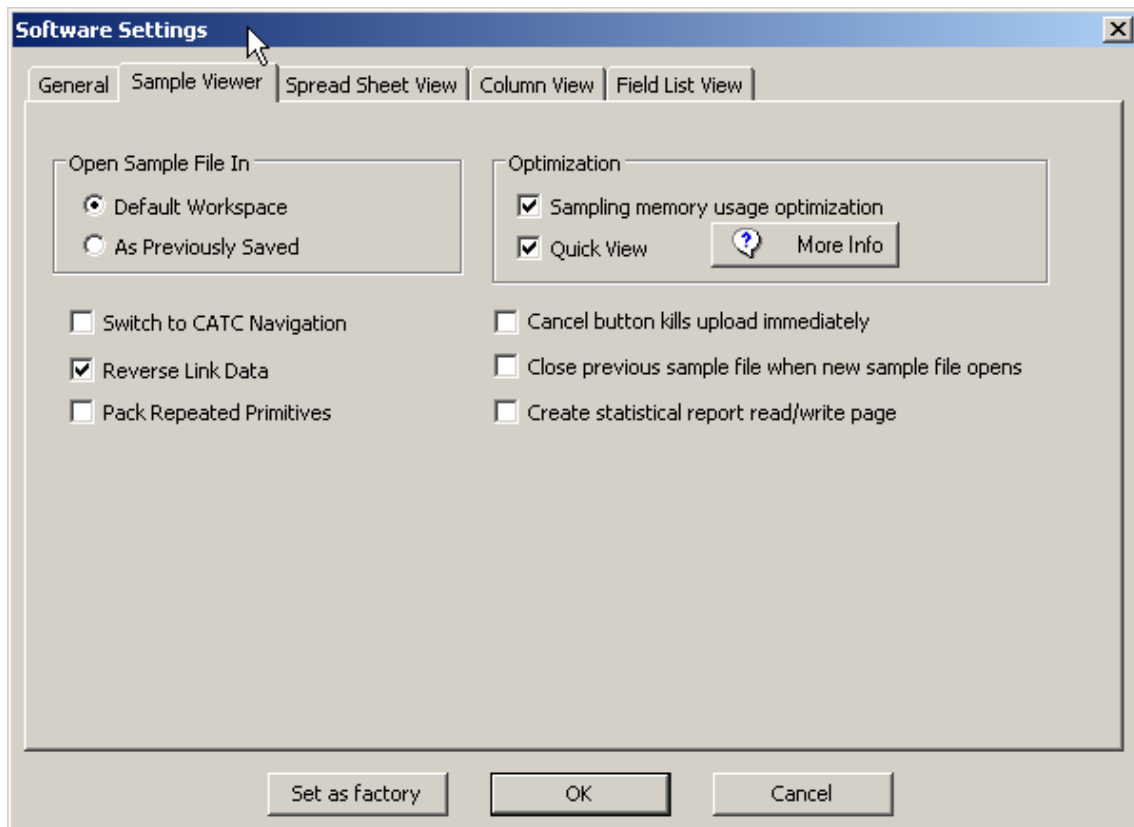 Software Settings
General Sample Viewer Spread Sheet View Column View Field List View
Open Sample File In
Default Workspace
As Previously Saved
Optimization
Sampling memory usage optimization
Quick View More Info
Switch to CATC Navigation
Reverse Link Data
Pack Repeated Primitives
Cancel button kills upload immediately
Close previous sample file when new sample file opens
Create statistical report read/write page
Set as factory OK Cancel